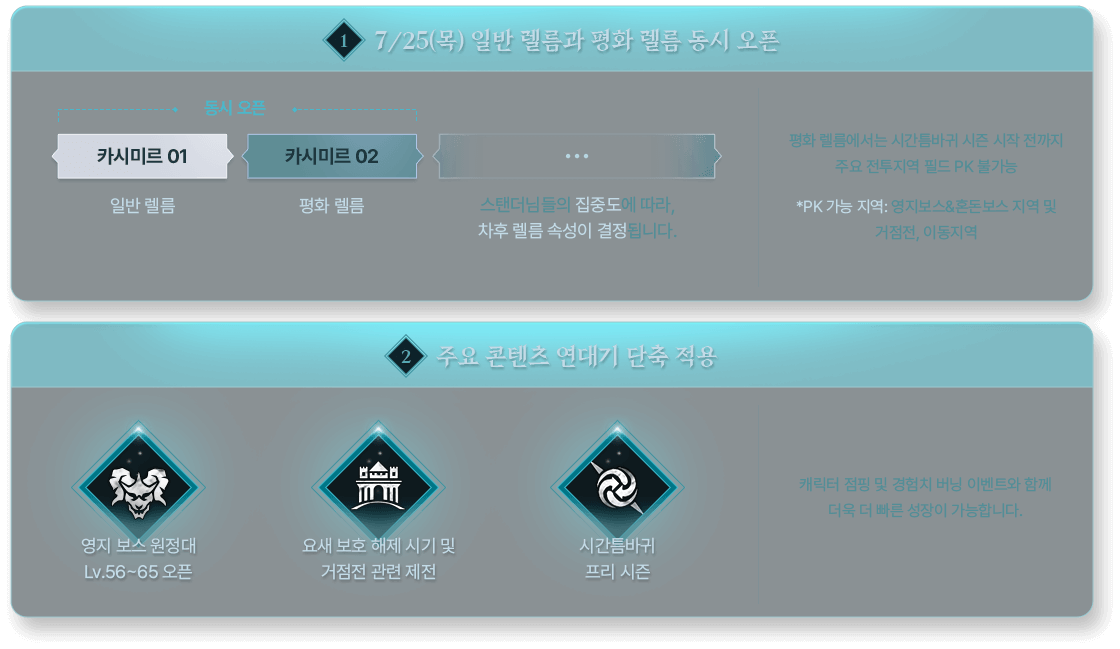 1 7/25(목) 일반 렐름과 평화 렐름 동시 오픈
동시 오픈
카시미르 01
일반 렐름
카시미르 02
평화 렐름
•••
스탠더님들의 집중도에 따라,
차후 렐름 속성이 결정됩니다.
평화 렐름에서는 시간틈바귀 시즌 시작 전까지
주요 전투지역 필드 PK 불가능
*PK 가능 지역: 영지보스&혼돈보스 지역 및
거점전, 이동지역
2 주요 콘텐츠 연대기 단축 적용
영지 보스 원정대
Lv.56~65 오픈
요새 보호 해제 시기 및
거점전 관련 제전
시간틈바귀
프리 시즌
캐릭터 점핑 및 경험치 버닝 이벤트와 함께
더욱 더 빠른 성장이 가능합니다.